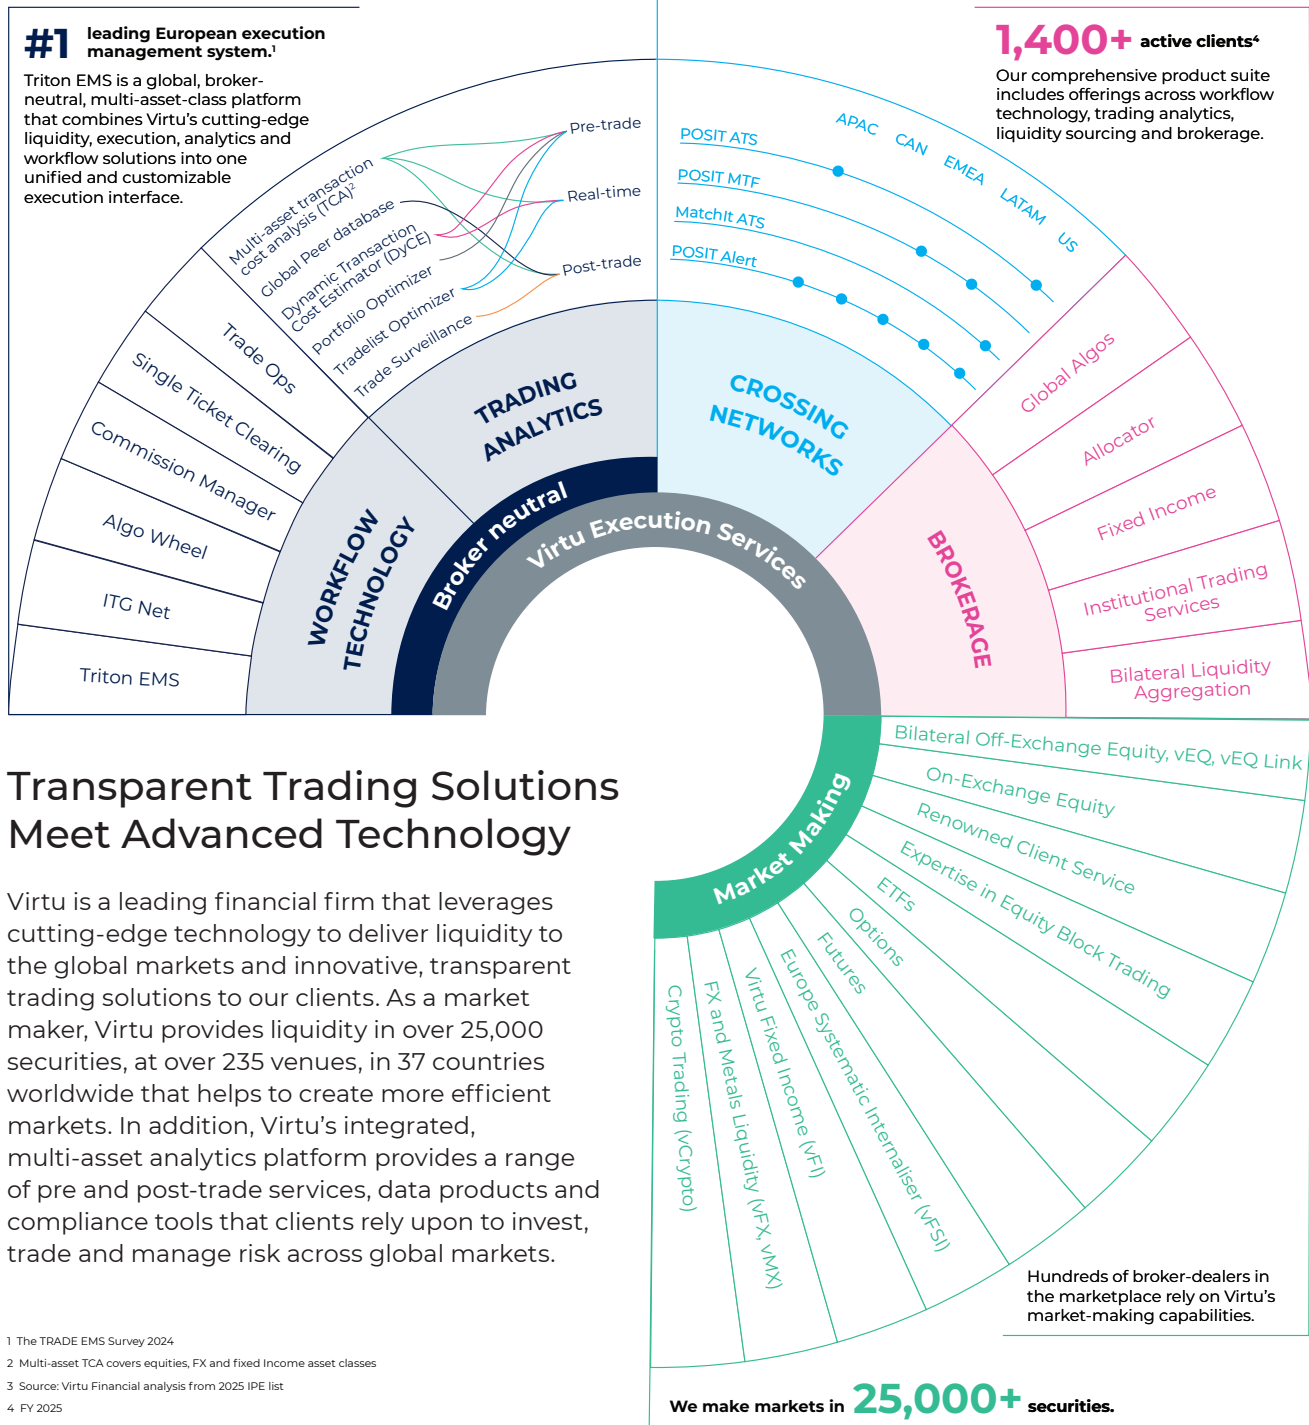 #1 leading European execution
management system.¹
Triton EMS is a global, broker-
neutral, multi-asset-class platform
that combines Virtu’s cutting-edge
liquidity, execution, analytics and
workflow solutions into one
unified and customizable
execution interface.
1,400+ active clients⁴
Our comprehensive product suite
includes offerings across workflow
technology, trading analytics,
liquidity sourcing and brokerage.
Multi-asset transaction
cost analysis (TCA)²
Global Peer database
Dynamic Transaction
Cost Estimator (DyCE)
Portfolio Optimizer
Tradelist Optimizer
Trade Surveillance
Pre-trade
Real-time
Post-trade
POSIT ATS
POSIT MTF
MatchIt ATS
POSIT Alert
APAC
CAN
EMEA
LATAM
US
Trade Ops
Single Ticket Clearing
Commission Manager
Algo Wheel
ITG Net
Triton EMS
WORKFLOW
TECHNOLOGY
TRADING
ANALYTICS
CROSSING
NETWORKS
BROKERAGE
Broker neutral
Virtu Execution Services
Global Algos
Allocator
Fixed Income
Institutional Trading
Services
Bilateral Liquidity
Aggregation
Market Making
Bilateral Off-Exchange Equity, vEQ, vEQ Link
On-Exchange Equity
Renowned Client Service
Expertise in Equity Block Trading
ETFs
Options
Futures
Europe Systematic Internaliser (vFSI)
Virtu Fixed Income (vFI)
FX and Metals Liquidity (vFX, vMX)
Crypto Trading (vCrypto)
Transparent Trading Solutions
Meet Advanced Technology
Virtu is a leading financial firm that leverages
cutting-edge technology to deliver liquidity to
the global markets and innovative, transparent
trading solutions to our clients. As a market
maker, Virtu provides liquidity in over 25,000
securities, at over 235 venues, in 37 countries
worldwide that helps to create more efficient
markets. In addition, Virtu’s integrated,
multi-asset analytics platform provides a range
of pre and post-trade services, data products and
compliance tools that clients rely upon to invest,
trade and manage risk across global markets.
Hundreds of broker-dealers in
the marketplace rely on Virtu’s
market-making capabilities.
1 The TRADE EMS Survey 2024
2 Multi-asset TCA covers equities, FX and fixed Income asset classes
3 Source: Virtu Financial analysis from 2025 IPE list
4 FY 2025
We make markets in 25,000+ securities.